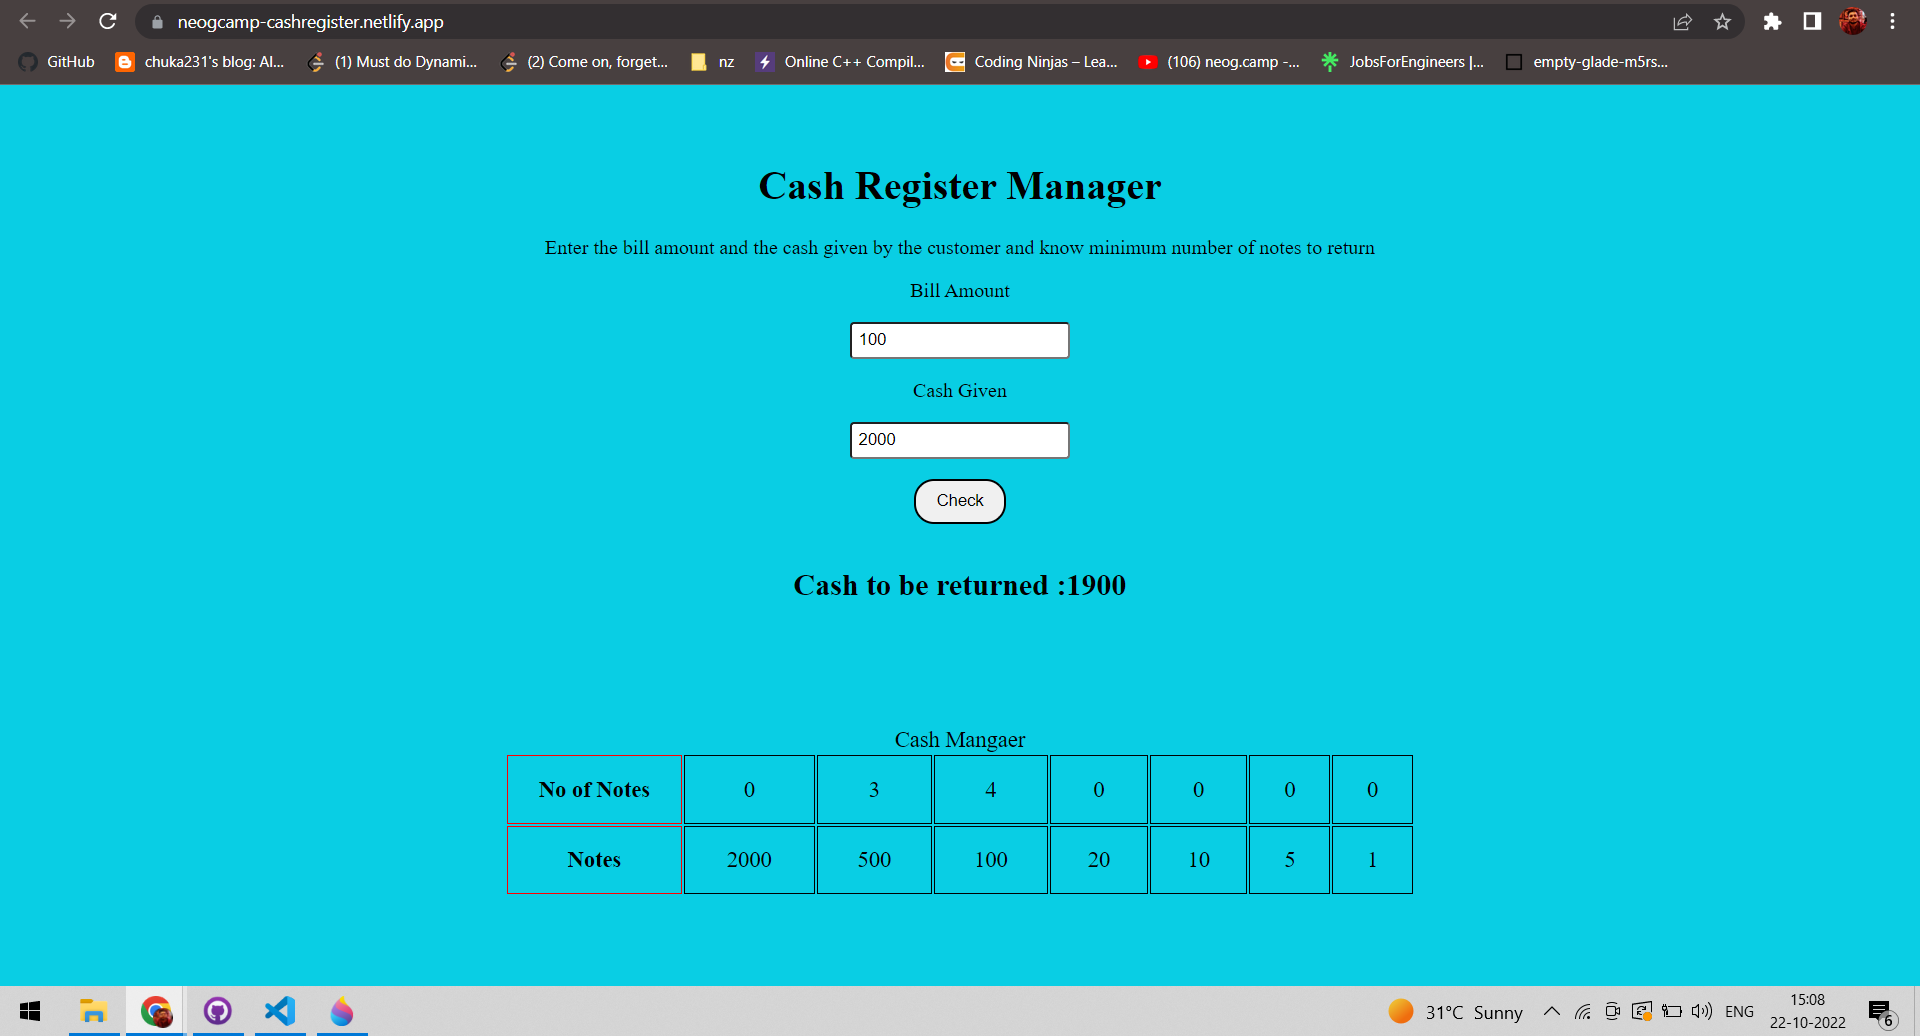 neogcamp-cashregister.netlify.app
GitHub chuka231's blog: Al... (1) Must do Dynami... (2) Come on, forget... nz Online C++ Compil... Coding Ninjas – Lea... (106) neog.camp -... JobsForEngineers |... empty-glade-m5rs...
Cash Register Manager
Enter the bill amount and the cash given by the customer and know minimum number of notes to return
Bill Amount
100
Cash Given
2000
Check
Cash to be returned :1900
Cash Mangaer
No of Notes 0 3 4 0 0 0 0
Notes 2000 500 100 20 10 5 1
31°C Sunny ENG 15:08
22-10-2022 6